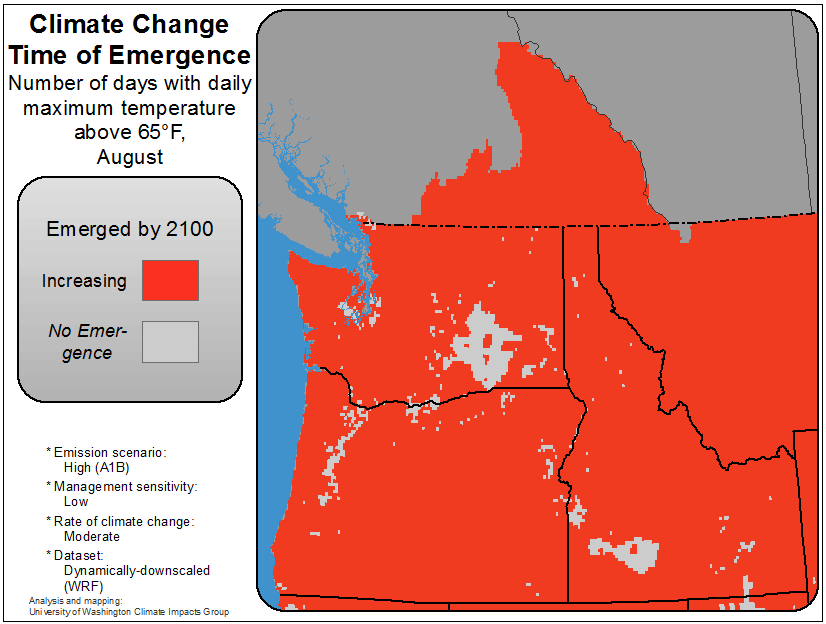 Climate Change
Time of Emergence
Number of days with daily
maximum temperature
above 65°F,
August
Emerged by 2100
Increasing
No Emer-
gence
* Emission scenario:
High (A1B)
* Management sensitivity:
Low
* Rate of climate change:
Moderate
* Dataset:
Dynamically-downscaled
(WRF)
Analysis and mapping:
University of Washington Climate Impacts Group